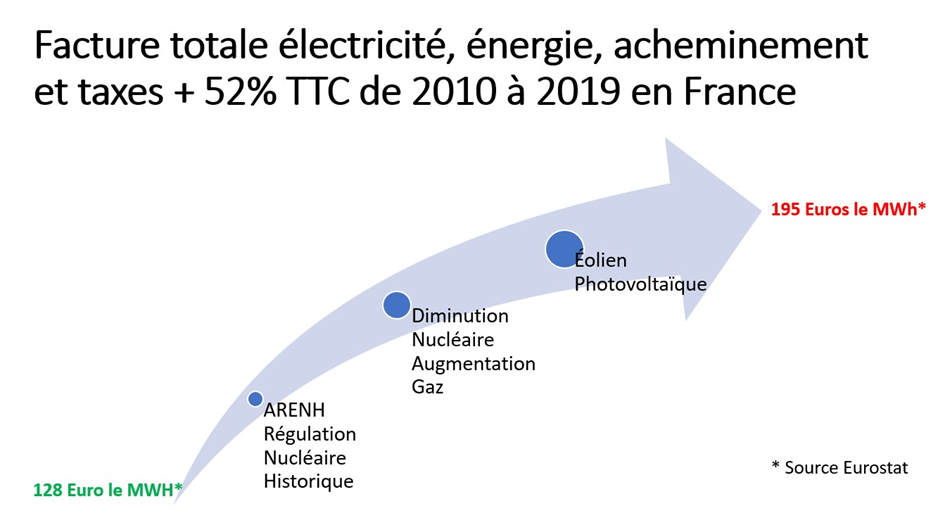 Facture totale électricité, énergie, acheminement
et taxes + 52% TTC de 2010 à 2019 en France
195 Euros le MWh*
Éolien
Photovoltaïque
Diminution
Nucléaire
Augmentation
Gaz
ARENH
Régulation
Nucléaire
Historique
128 Euro le MWH*
* Source Eurostat